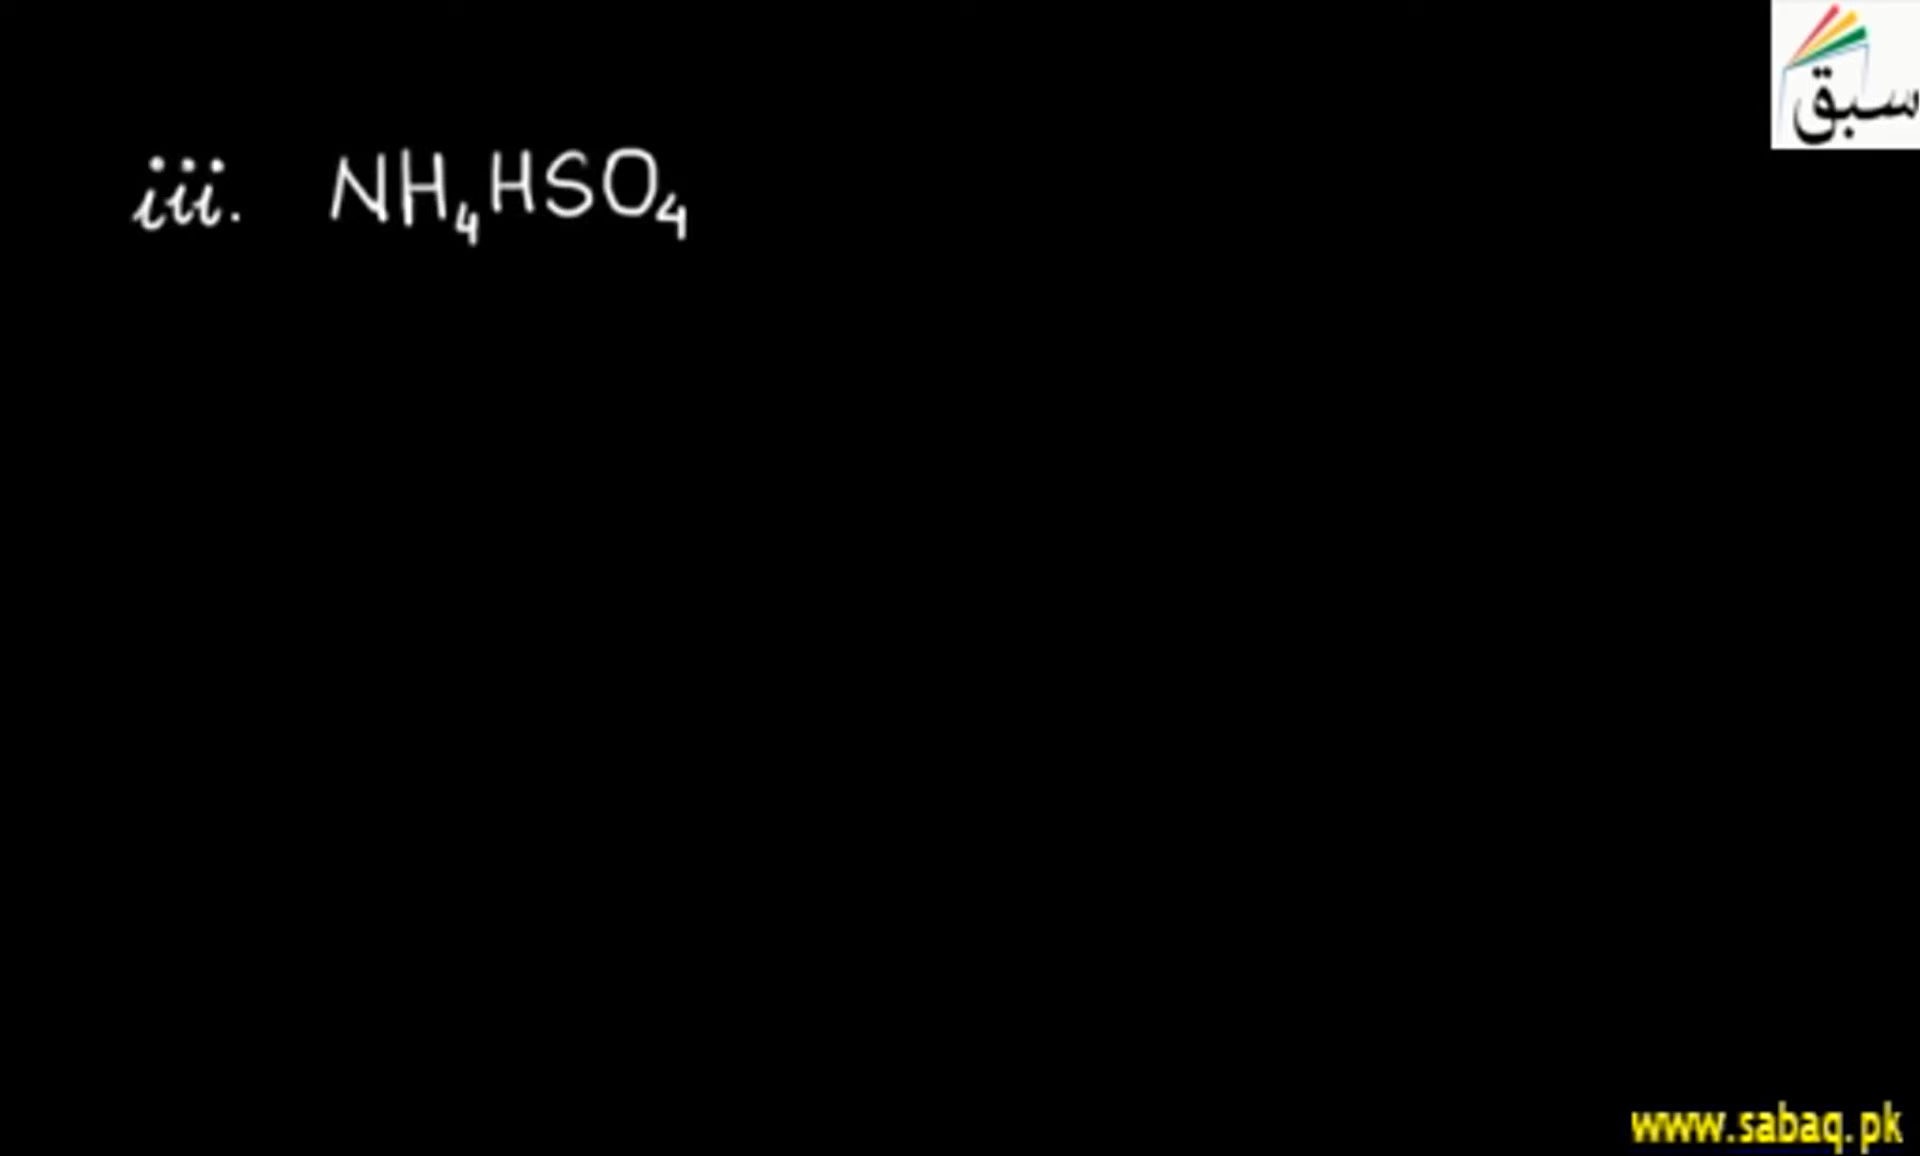 سبق
iii. NH₄HSO₄
www.sabaq.pk